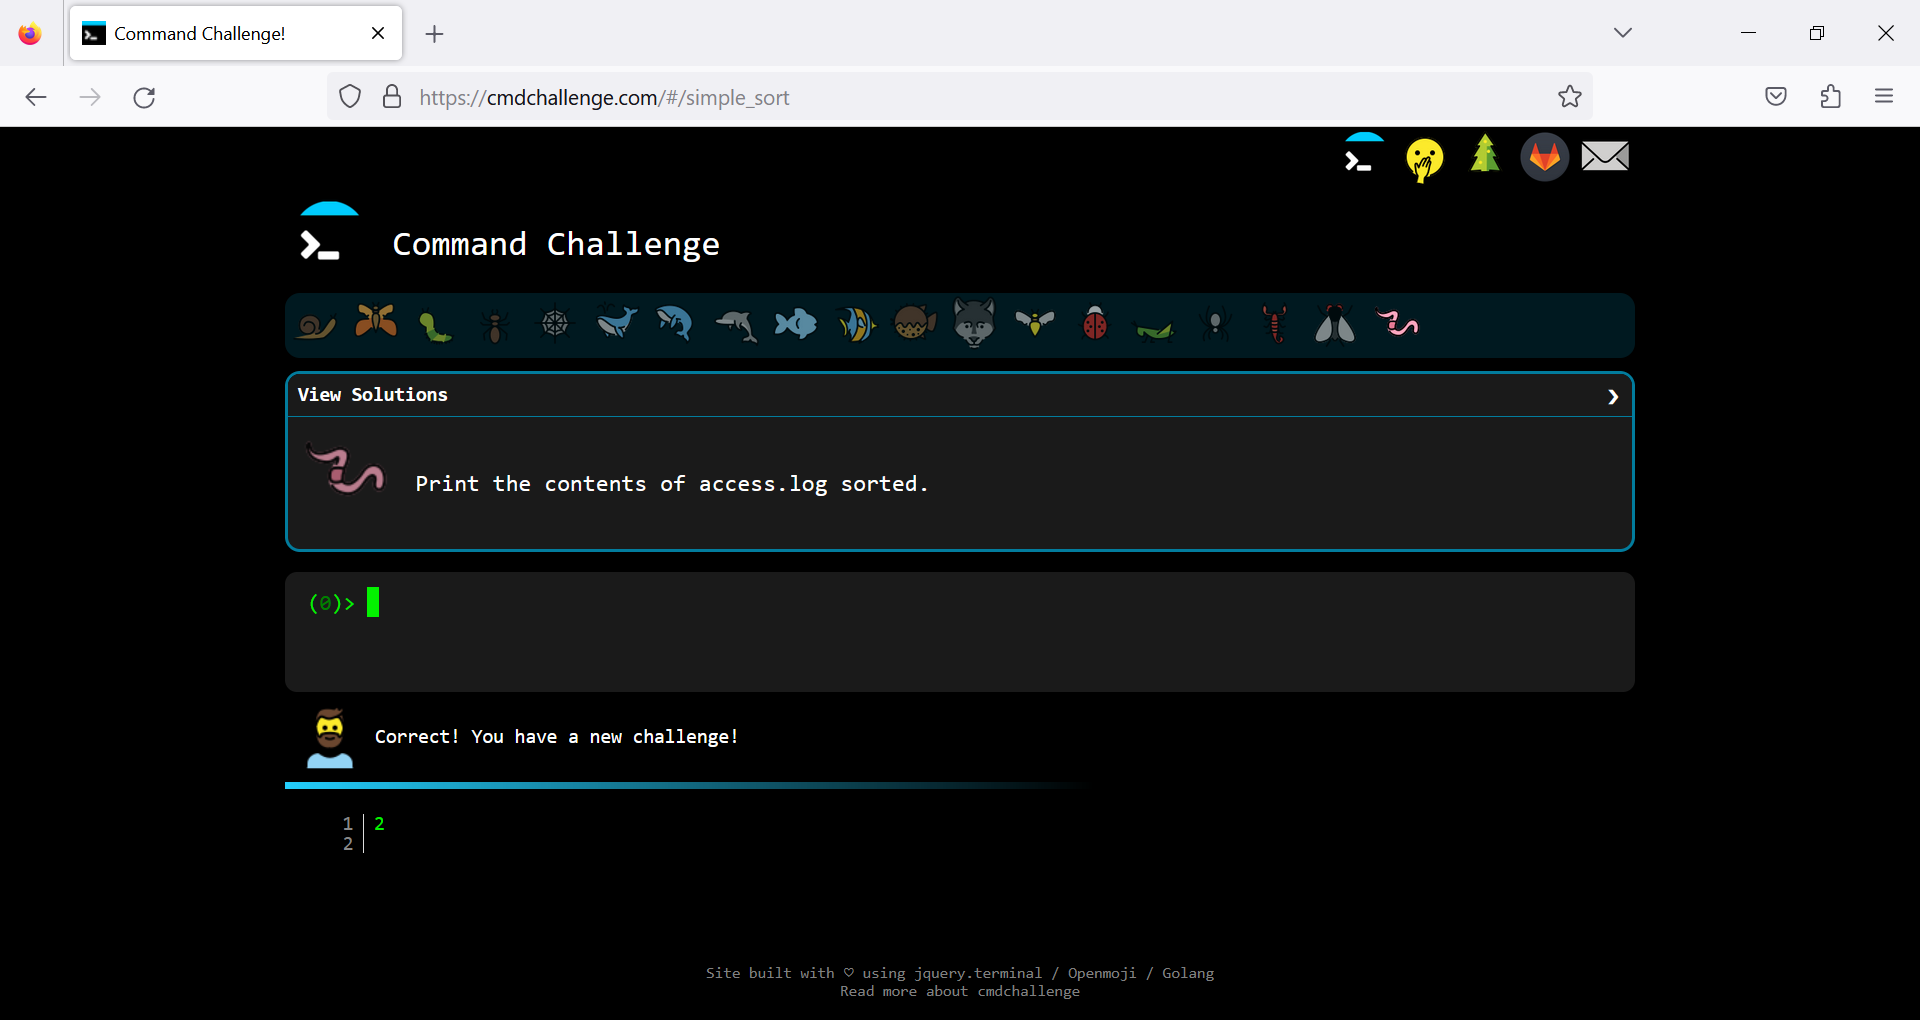 Command Challenge!
https://cmdchallenge.com/#/simple_sort
Command Challenge
View Solutions
Print the contents of access.log sorted.
(0)>
Correct! You have a new challenge!
1 2
2
Site built with ♡ using jquery.terminal / Openmoji / Golang
Read more about cmdchallenge